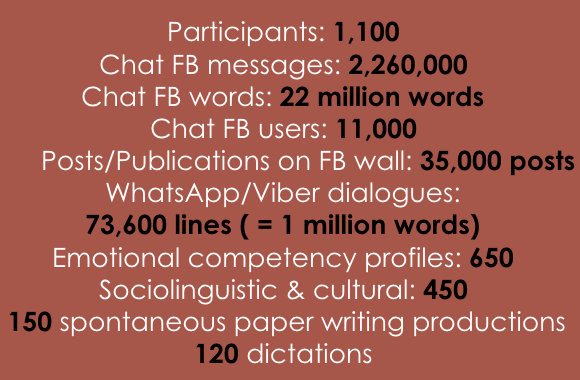 Participants: 1,100
Chat FB messages: 2,260,000
Chat FB words: 22 million words
Chat FB users: 11,000
Posts/Publications on FB wall: 35,000 posts
WhatsApp/Viber dialogues:
73,600 lines ( = 1 million words)
Emotional competency profiles: 650
Sociolinguistic & cultural: 450
150 spontaneous paper writing productions
120 dictations